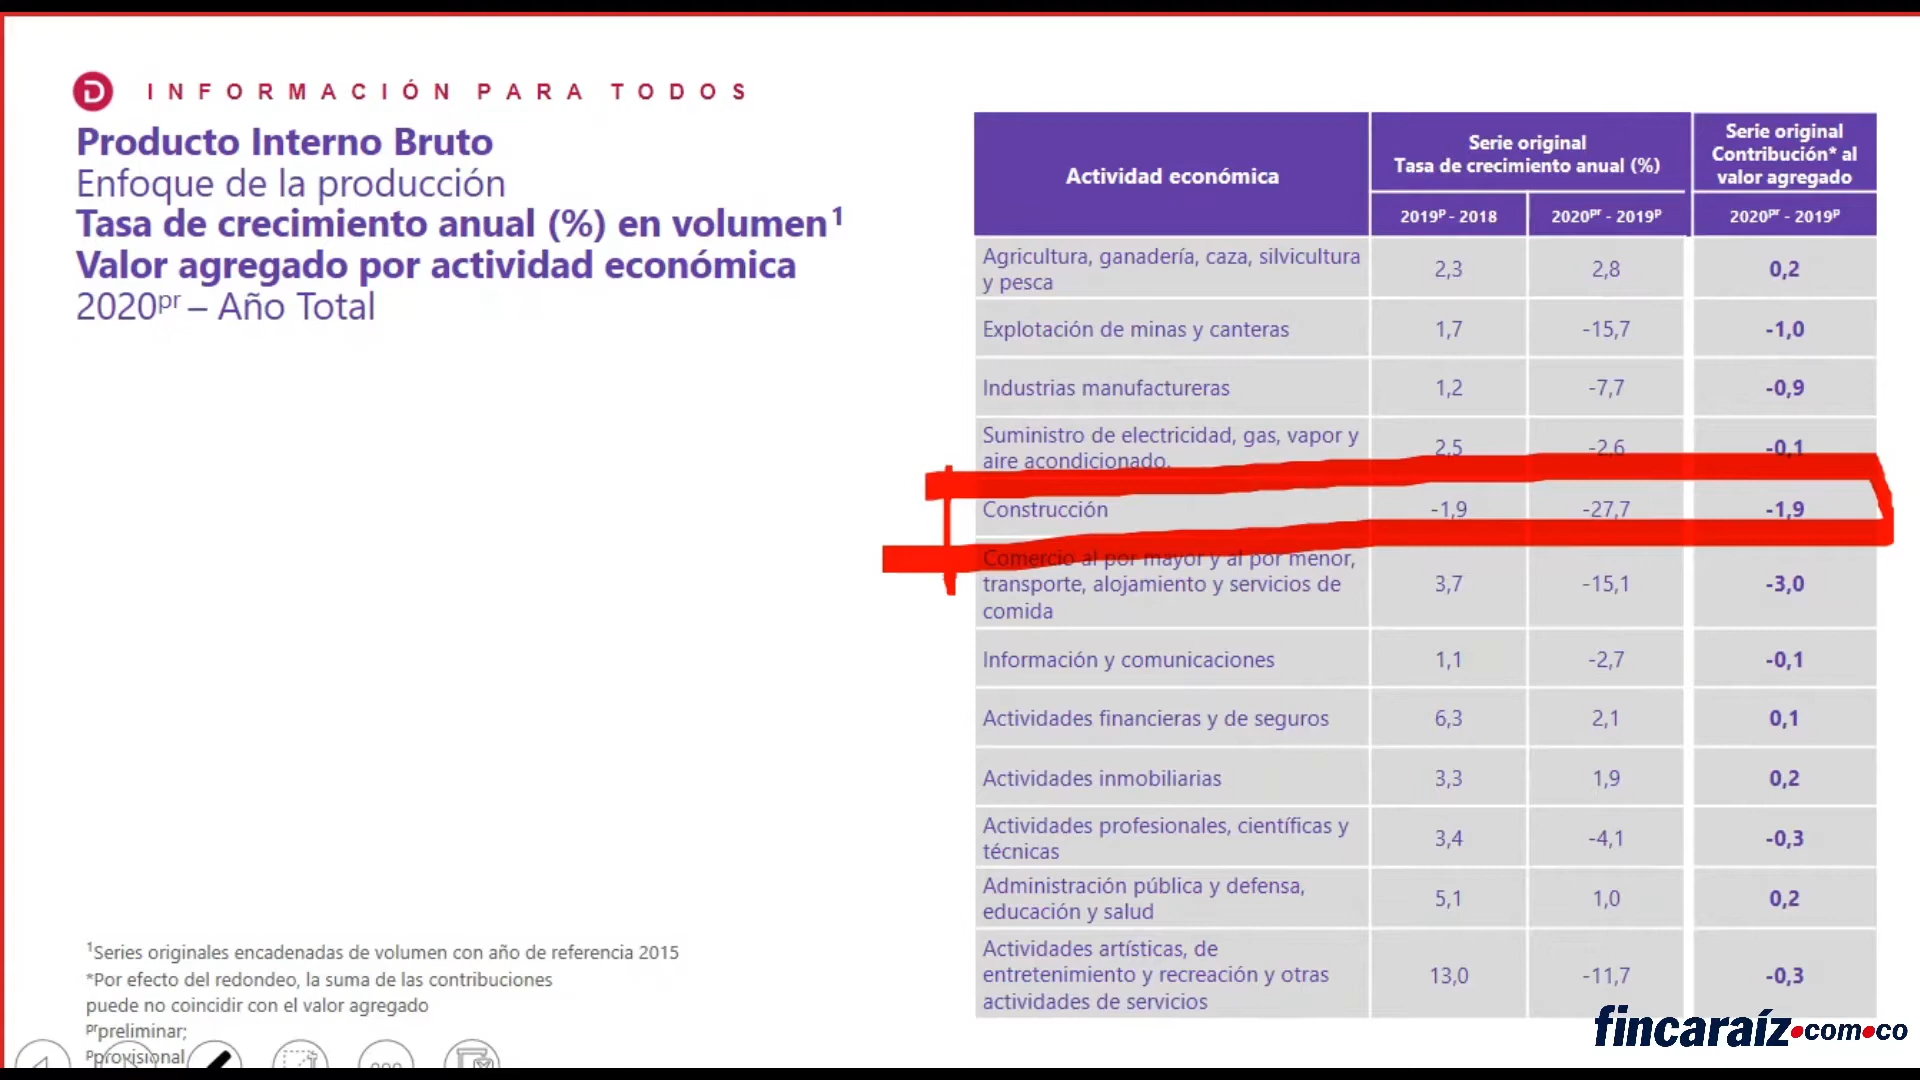 INFORMACIÓN PARA TODOS
Producto Interno Bruto
Enfoque de la producción
Tasa de crecimiento anual (%) en volumen¹
Valor agregado por actividad económica
2020ᵖʳ – Año Total
Actividad económica
Serie original
Tasa de crecimiento anual (%)
Serie original
Contribución* al
valor agregado
2019ᴾ - 2018
2020ᵖʳ - 2019ᴾ
2020ᵖʳ - 2019ᴾ
Agricultura, ganadería, caza, silvicultura
y pesca
2,3
2,8
0,2
Explotación de minas y canteras
1,7
-15,7
-1,0
Industrias manufactureras
1,2
-7,7
-0,9
Suministro de electricidad, gas, vapor y
aire acondicionado.
2,5
-2,6
-0,1
Construcción
-1,9
-27,7
-1,9
Comercio al por mayor y al por menor,
transporte, alojamiento y servicios de
comida
3,7
-15,1
-3,0
Información y comunicaciones
1,1
-2,7
-0,1
Actividades financieras y de seguros
6,3
2,1
0,1
Actividades inmobiliarias
3,3
1,9
0,2
Actividades profesionales, científicas y
técnicas
3,4
-4,1
-0,3
Administración pública y defensa,
educación y salud
5,1
1,0
0,2
Actividades artísticas, de
entretenimiento y recreación y otras
actividades de servicios
13,0
-11,7
-0,3
¹Series originales encadenadas de volumen con año de referencia 2015
*Por efecto del redondeo, la suma de las contribuciones
puede no coincidir con el valor agregado
ᵖʳpreliminar;
ᴾprovisional
fincaraíz.com.co